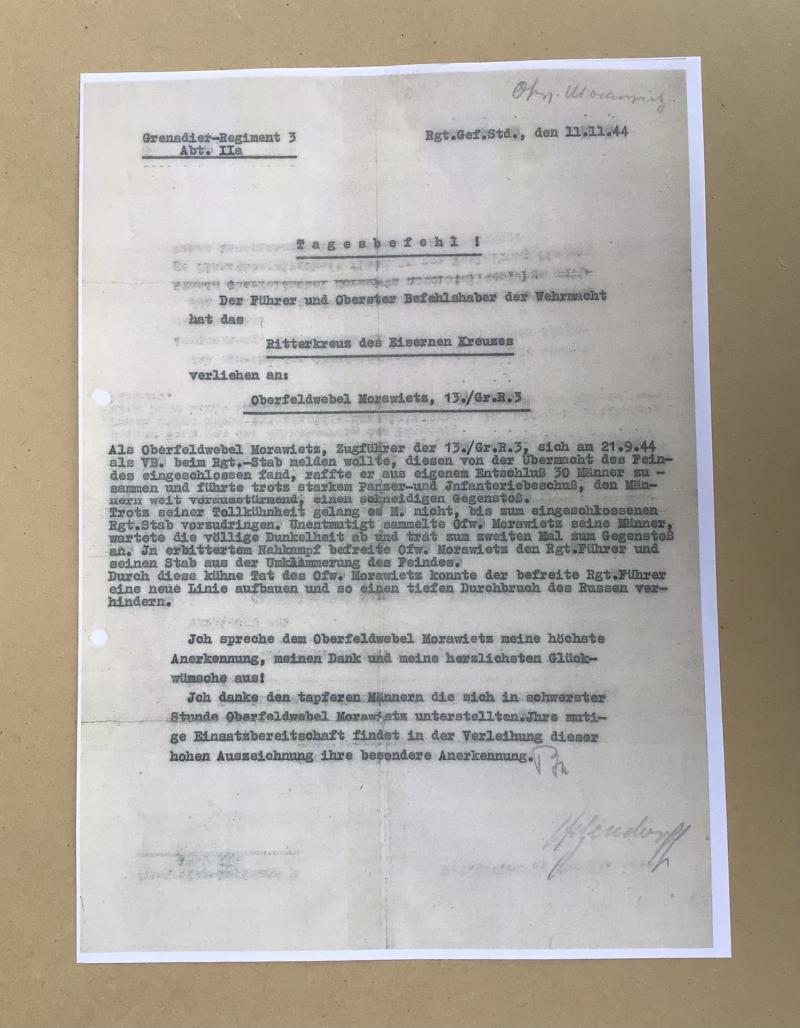 Ofw. Morawietz.
Grenadier-Regiment 3
Abt. IIa
Rgt.Gef.Std., den 11.11.44
Tagesbefehl !
Der Führer und Oberster Befehlshaber der Wehrmacht
hat das
Ritterkreuz des Eisernen Kreuzes
verliehen an:
Oberfeldwebel Morawietz, 13./Gr.R.3
Als Oberfeldwebel Morawietz, Zugführer der 13./Gr.R.3, sich am 21.9.44
als VB. beim Rgt.-Stab melden wollte, diesen von der Übermacht des Fein-
des eingeschlossen fand, raffte er aus eigenem Entschluß 30 Männer zu -
sammen und führte trotz starkem Panzer-und Jnfanteriebeschuß, den Män-
nern weit vorausstürmend, einen schneidigen Gegenstoß.
Trotz seiner Tollkühnheit gelang es M. nicht, bis zum eingeschlossenen
Rgt.Stab vorzudringen. Unentmutigt sammelte Ofw. Morawietz seine Männer,
wartete die völlige Dunkelheit ab und trat zum zweiten Mal zum Gegenstoß
an. Jn erbittertem Nahkampf befreite Ofw. Morawietz den Rgt.Führer und
seinen Stab aus der Umklämmerung des Feindes.
Durch diese kühne Tat des Ofw. Morawietz konnte der befreite Rgt.Führer
eine neue Linie aufbauen und so einen tiefen Durchbruch des Russen ver-
hindern.
Jch spreche dem Oberfeldwebel Morawietz meine höchste
Anerkennung, meinen Dank und meine herzlichsten Glück-
wünsche aus!
Jch danke den tapferen Männern die sich in schwerster
Stunde Oberfeldwebel Morawietz unterstellten.Jhre muti-
ge Einsatzbereitschaft findet in der Verleihung dieser
hohen Auszeichnung ihre besondere Anerkennung.